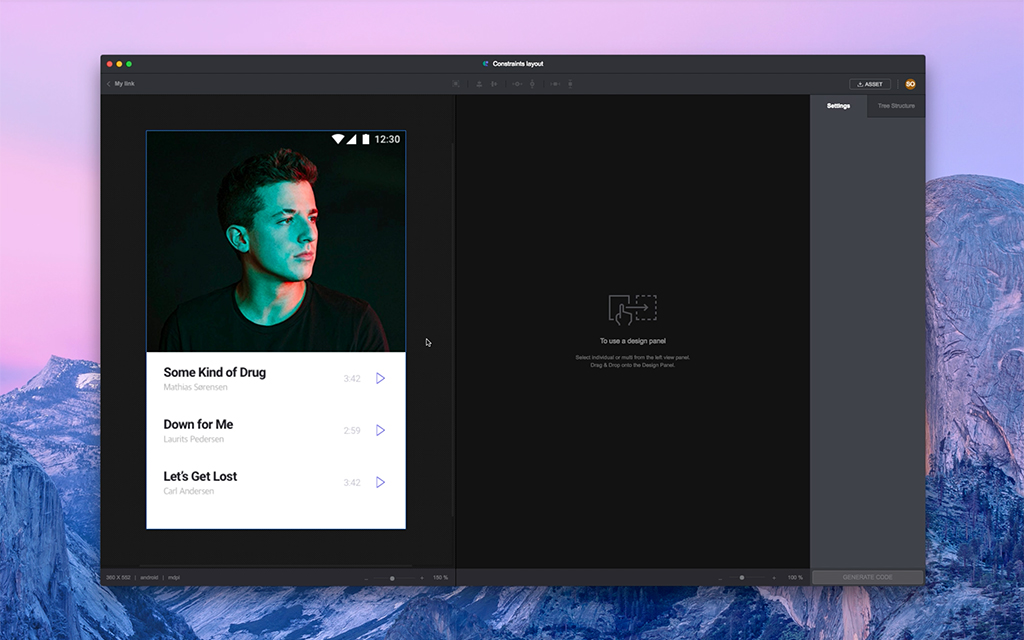 Constraints layout
My link
ASSET
SO
Settings
Tree Structure
12:30
Some Kind of Drug
Mathias Sørensen
3:42
Down for Me
Laurits Pedersen
2:59
Let's Get Lost
Carl Andersen
3:42
To use a design panel
Select individual or multi from the left view panel.
Drag & Drop onto the Design Panel.
360 X 552 | android | mdpi
150 %
100 %
GENERATE CODE